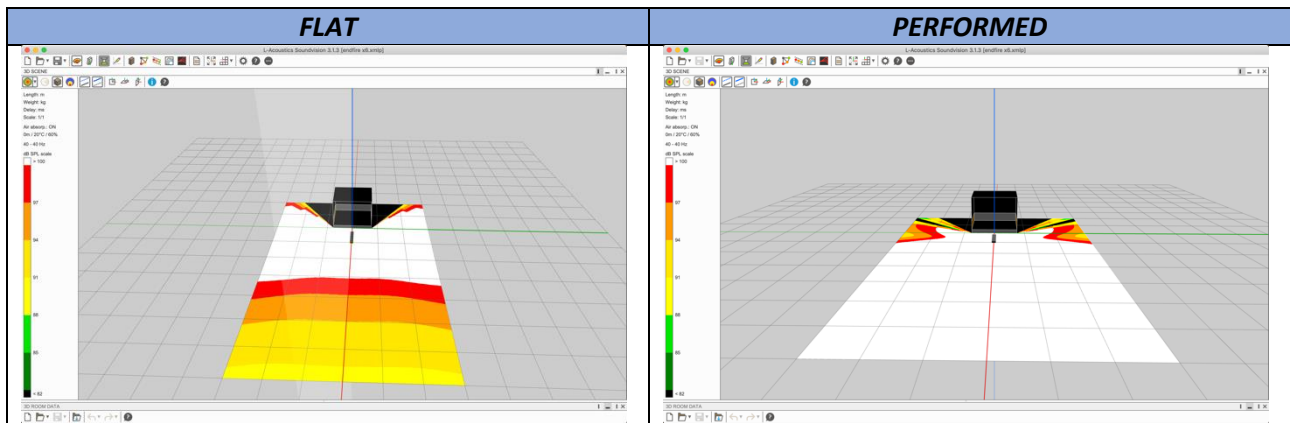 FLAT
PERFORMED
L-Acoustics Soundvision 3.1.3 [endfire x6.xmlp]
3D SCENE
Length: m
Weight: kg
Delay: ms
Scale: 1/1
Air absorp.: ON
0m / 20°C / 60%
40 - 40 Hz
dB SPL scale
> 100
97
94
91
88
85
< 82
3D ROOM DATA
L-Acoustics Soundvision 3.1.3 [endfire x6.xmlp]
3D SCENE
Length: m
Weight: kg
Delay: ms
Scale: 1/1
Air absorp.: ON
0m / 20°C / 60%
40 - 40 Hz
dB SPL scale
> 100
97
94
91
88
85
< 82
3D ROOM DATA